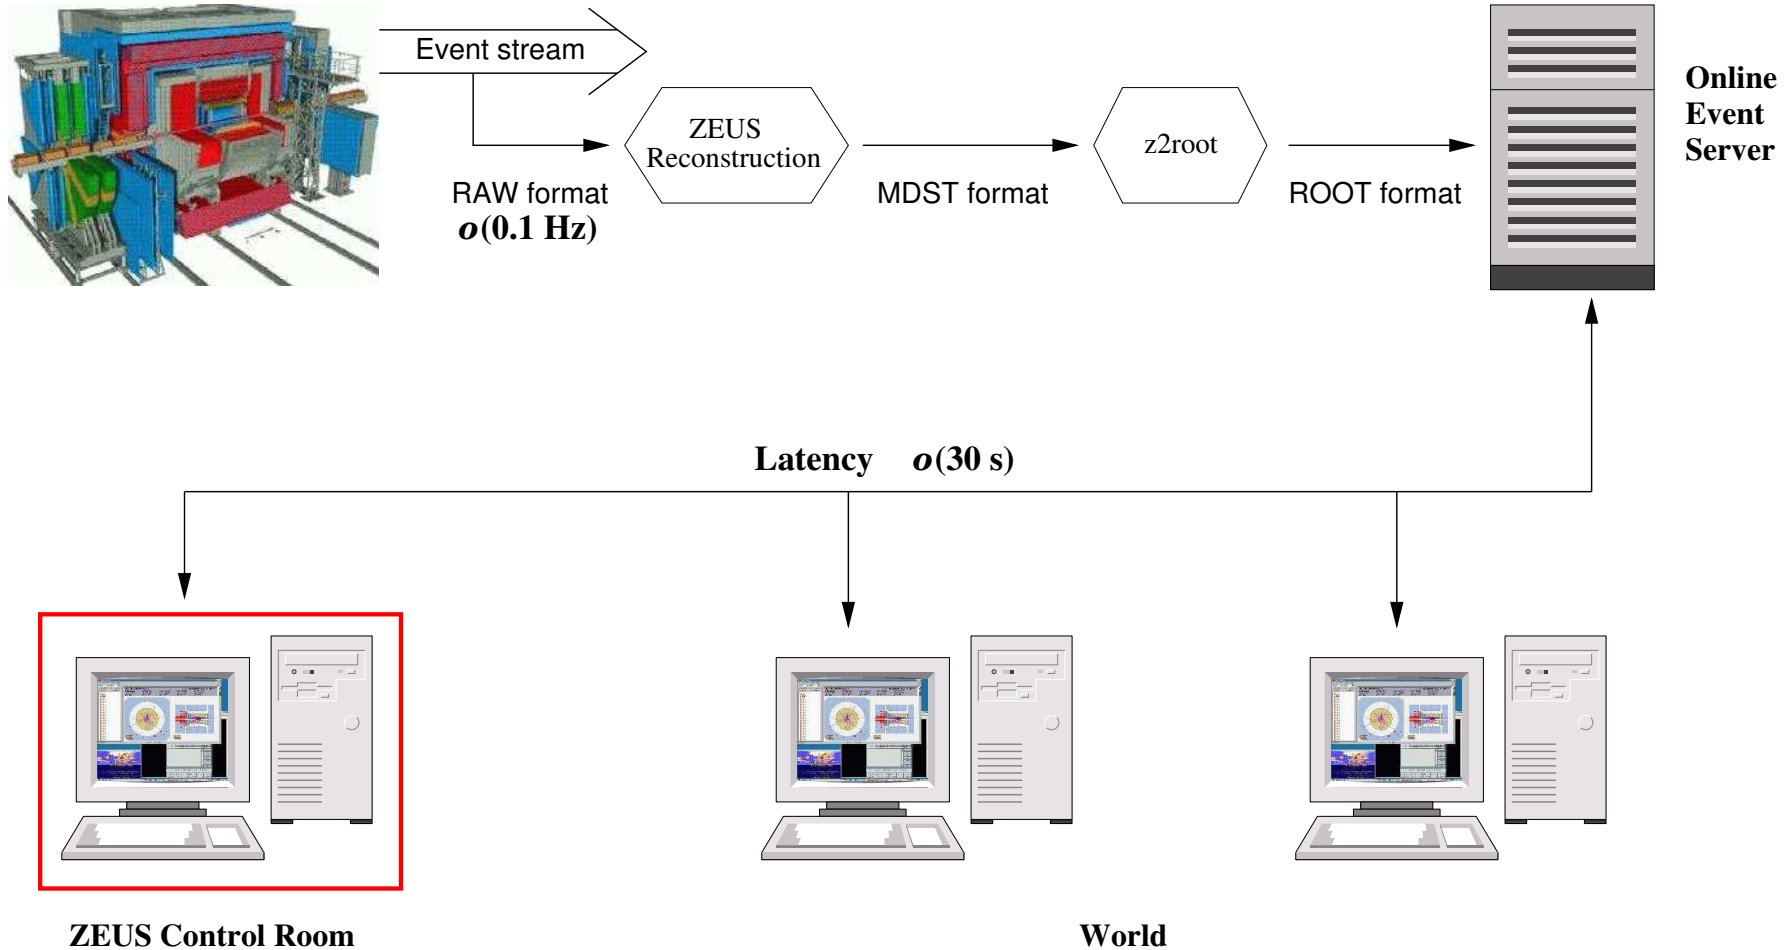 Event stream
ZEUS
Reconstruction
z2root
Online
Event
Server
RAW format
o(0.1 Hz)
MDST format
ROOT format
Latency o(30 s)
ZEUS Control Room
World